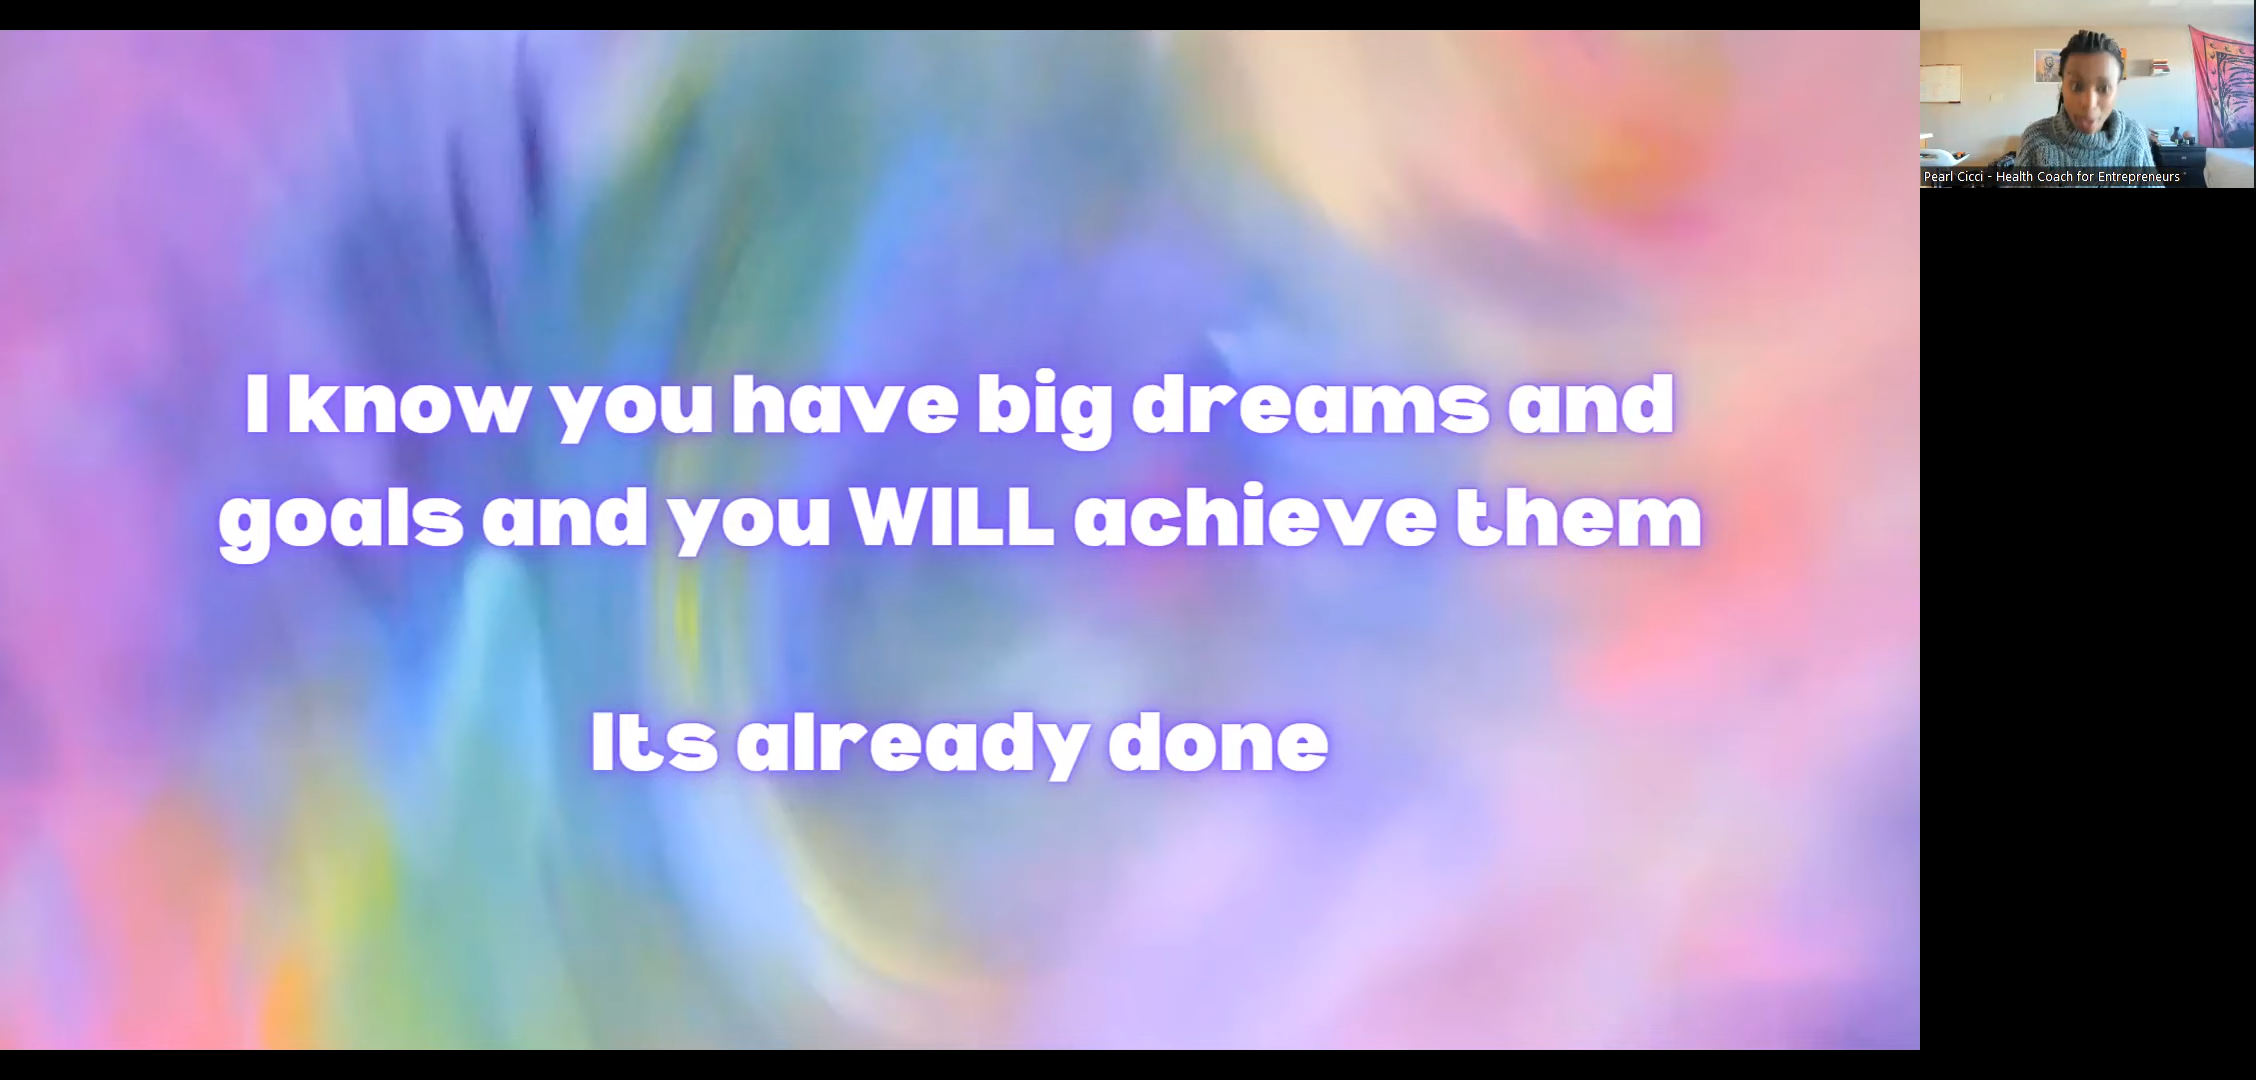 I know you have big dreams and
goals and you WILL achieve them
Its already done
Pearl Cicci - Health Coach for Entrepreneurs